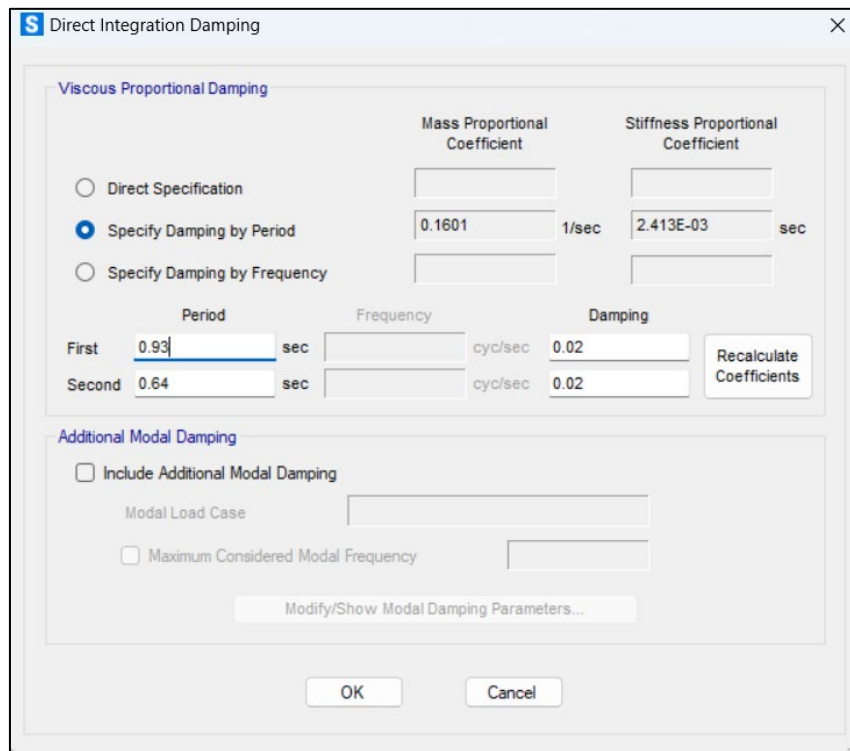 S Direct Integration Damping
Viscous Proportional Damping
Mass Proportional Coefficient
Stiffness Proportional Coefficient
Direct Specification
Specify Damping by Period 0.1601 1/sec 2.413E-03 sec
Specify Damping by Frequency
Period Frequency Damping
First 0.93 sec cyc/sec 0.02
Second 0.64 sec cyc/sec 0.02
Recalculate Coefficients
Additional Modal Damping
Include Additional Modal Damping
Modal Load Case
Maximum Considered Modal Frequency
Modify/Show Modal Damping Parameters...
OK Cancel